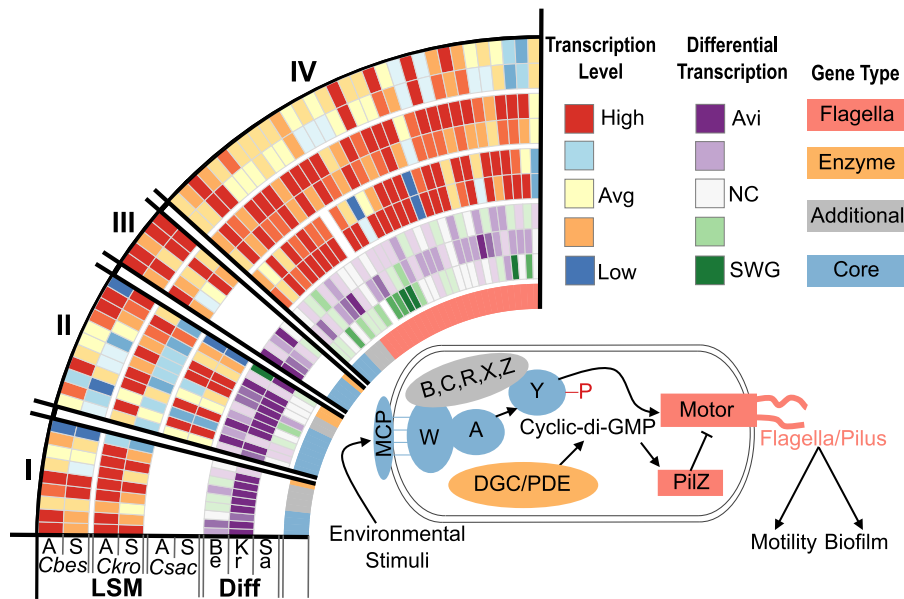 IV
III
II
I
Transcription
Level
High
Avg
Low
Differential
Transcription
Avi
NC
SWG
Gene Type
Flagella
Enzyme
Additional
Core
B,C,R,X,Z
MCP
W
A
Y
P
Cyclic-di-GMP
DGC/PDE
PilZ
Motor
Flagella/Pilus
Environmental
Stimuli
Motility Biofilm
A S A S A S Be Kr Sa
Cbes Ckro Csac
LSM Diff